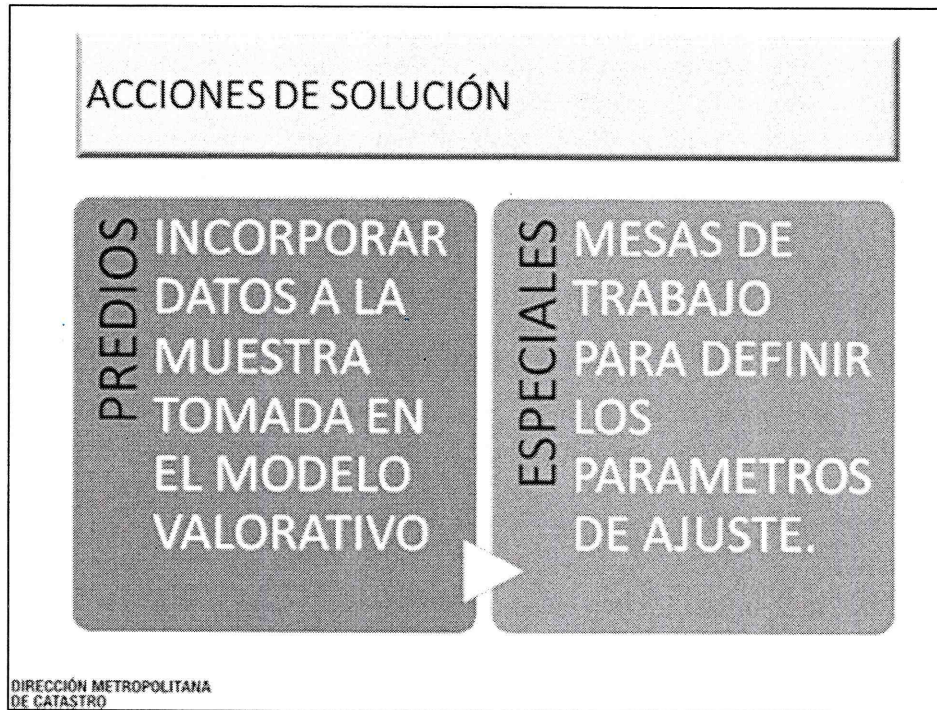 ACCIONES DE SOLUCIÓN
PREDIOS
INCORPORAR
DATOS A LA
MUESTRA
TOMADA EN
EL MODELO
VALORATIVO
ESPECIALES
MESAS DE
TRABAJO
PARA DEFINIR
LOS
PARAMETROS
DE AJUSTE.
DIRECCIÓN METROPOLITANA
DE CATASTRO